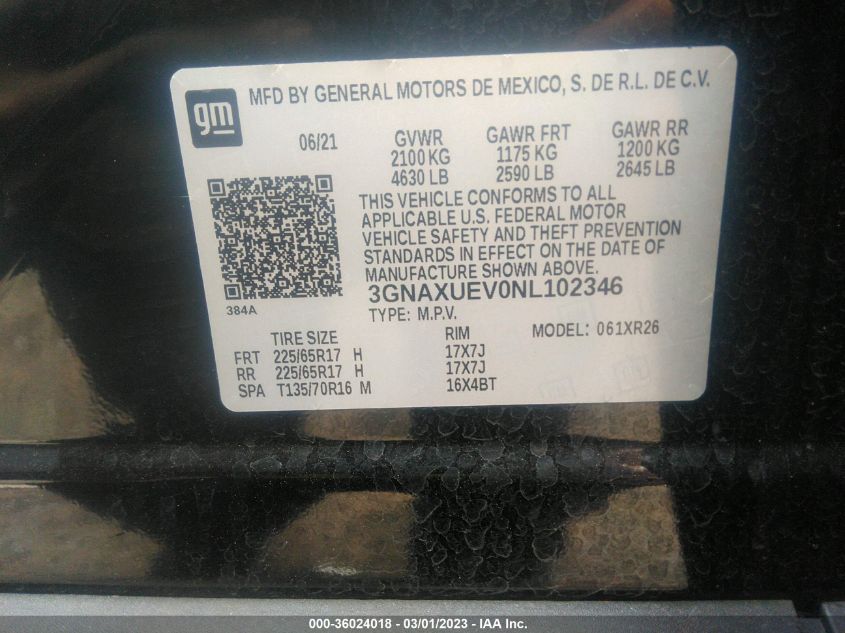 gm
MFD BY GENERAL MOTORS DE MEXICO, S. DE R.L. DE C.V.
06/21 GVWR GAWR FRT GAWR RR
2100 KG 1175 KG 1200 KG
4630 LB 2590 LB 2645 LB
THIS VEHICLE CONFORMS TO ALL
APPLICABLE U.S. FEDERAL MOTOR
VEHICLE SAFETY AND THEFT PREVENTION
STANDARDS IN EFFECT ON THE DATE OF
MANUFACTURE SHOWN ABOVE.
384A
3GNAXUEV0NL102346
TYPE: M.P.V. MODEL: 061XR26
TIRE SIZE RIM
FRT 225/65R17 H 17X7J
RR 225/65R17 H 17X7J
SPA T135/70R16 M 16X4BT
000-36024018 - 03/01/2023 - IAA Inc.